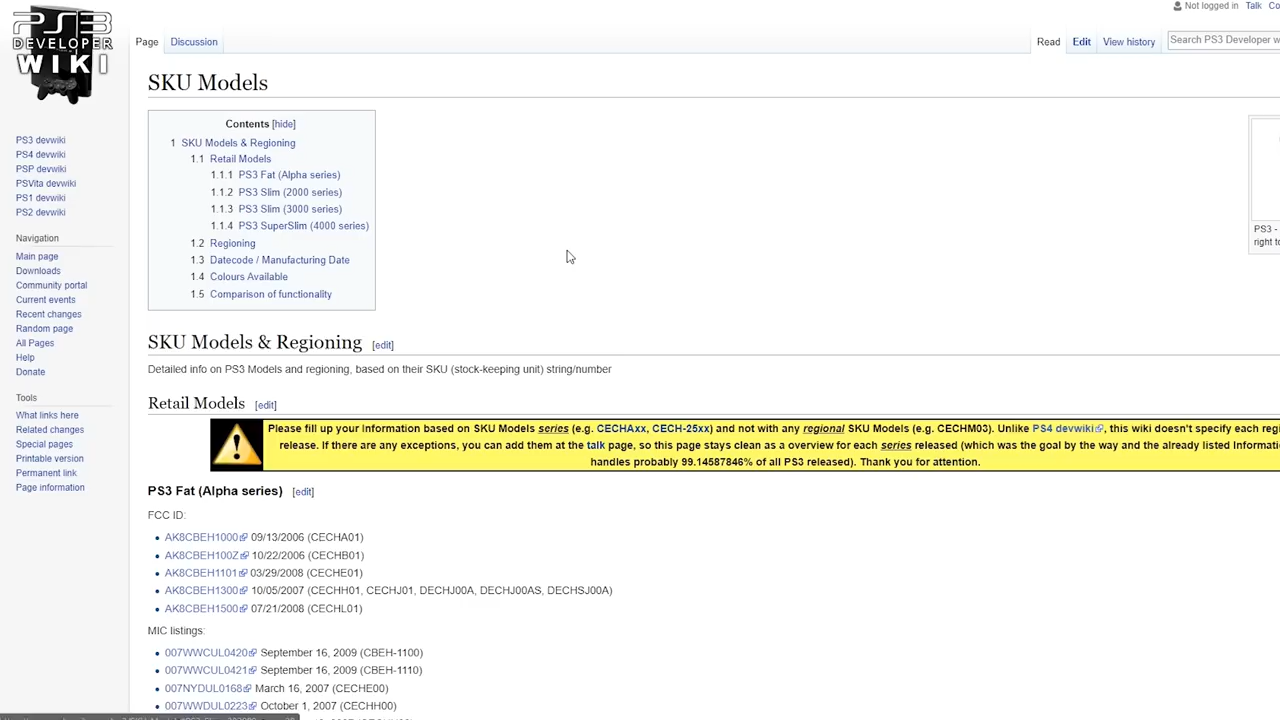 PS3
DEVELOPER
WIKI
Not logged in Talk Co
Page Discussion Read Edit View history Search PS3 Developer w
SKU Models
Contents [hide]
1 SKU Models & Regioning
1.1 Retail Models
1.1.1 PS3 Fat (Alpha series)
1.1.2 PS3 Slim (2000 series)
1.1.3 PS3 Slim (3000 series)
1.1.4 PS3 SuperSlim (4000 series)
1.2 Regioning
1.3 Datecode / Manufacturing Date
1.4 Colours Available
1.5 Comparison of functionality
PS3 -
right to
PS3 devwiki
PS4 devwiki
PSP devwiki
PSVita devwiki
PS1 devwiki
PS2 devwiki
Navigation
Main page
Downloads
Community portal
Current events
Recent changes
Random page
All Pages
Help
Donate
Tools
What links here
Related changes
Special pages
Printable version
Permanent link
Page information
SKU Models & Regioning [edit]
Detailed info on PS3 Models and regioning, based on their SKU (stock-keeping unit) string/number
Retail Models [edit]
Please fill up your Information based on SKU Models series (e.g. CECHAxx, CECH-25xx) and not with any regional SKU Models (e.g. CECHM03). Unlike PS4 devwiki, this wiki doesn't specify each regi
release. If there are any exceptions, you can add them at the talk page, so this page stays clean as a overview for each series released (which was the goal by the way and the already listed Informati
handles probably 99.14587846% of all PS3 released). Thank you for attention.
PS3 Fat (Alpha series) [edit]
FCC ID:
AK8CBEH1000 09/13/2006 (CECHA01)
AK8CBEH100Z 10/22/2006 (CECHB01)
AK8CBEH1101 03/29/2008 (CECHE01)
AK8CBEH1300 10/05/2007 (CECHH01, CECHJ01, DECHJ00A, DECHJ00AS, DECHSJ00A)
AK8CBEH1500 07/21/2008 (CECHL01)
MIC listings:
007WWCUL0420 September 16, 2009 (CBEH-1100)
007WWCUL0421 September 16, 2009 (CBEH-1110)
007NYDUL0168 March 16, 2007 (CECHE00)
007WWDUL0223 October 1, 2007 (CECHH00)